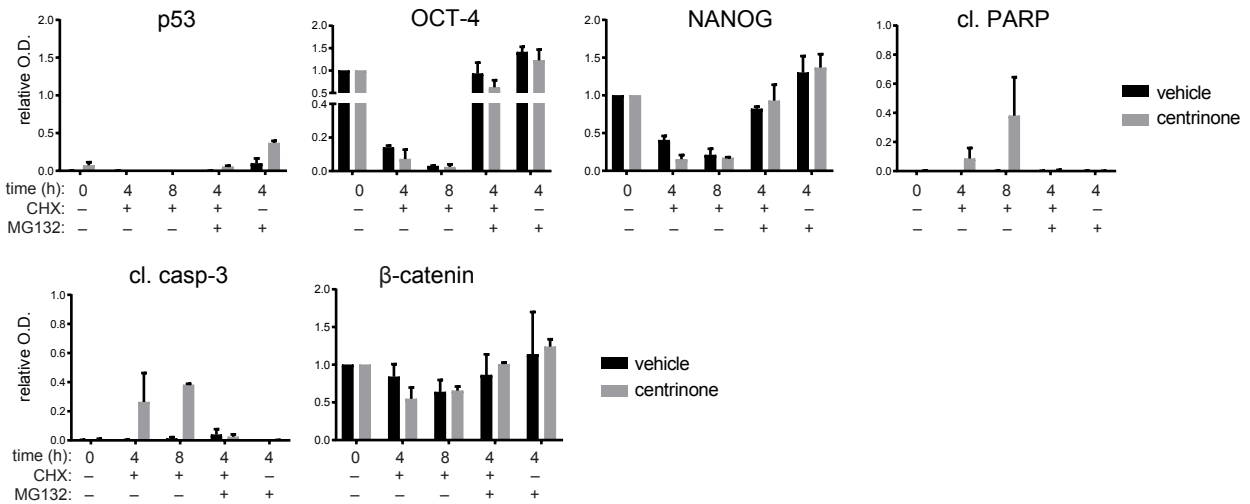 p53
OCT-4
NANOG
cl. PARP
relative O.D.
2.0
1.5
1.0
0.5
0.0
2.0
1.5
1.0
0.5
0.4
0.2
0.0
2.0
1.5
1.0
0.5
0.0
1.0
0.8
0.6
0.4
0.2
0.0
vehicle
centrinone
time (h): 0 4 8 4 4 0 4 8 4 4 0 4 8 4 4 0 4 8 4 4
CHX: – + + + – – + + + – – + + + – – + + + –
MG132: – – – + + – – – + + – – – + + – – – + +
cl. casp-3
β-catenin
relative O.D.
1.0
0.8
0.6
0.4
0.2
0.0
2.0
1.5
1.0
0.5
0.0
vehicle
centrinone
time (h): 0 4 8 4 4 0 4 8 4 4
CHX: – + + + – – + + + –
MG132: – – – + + – – – + +